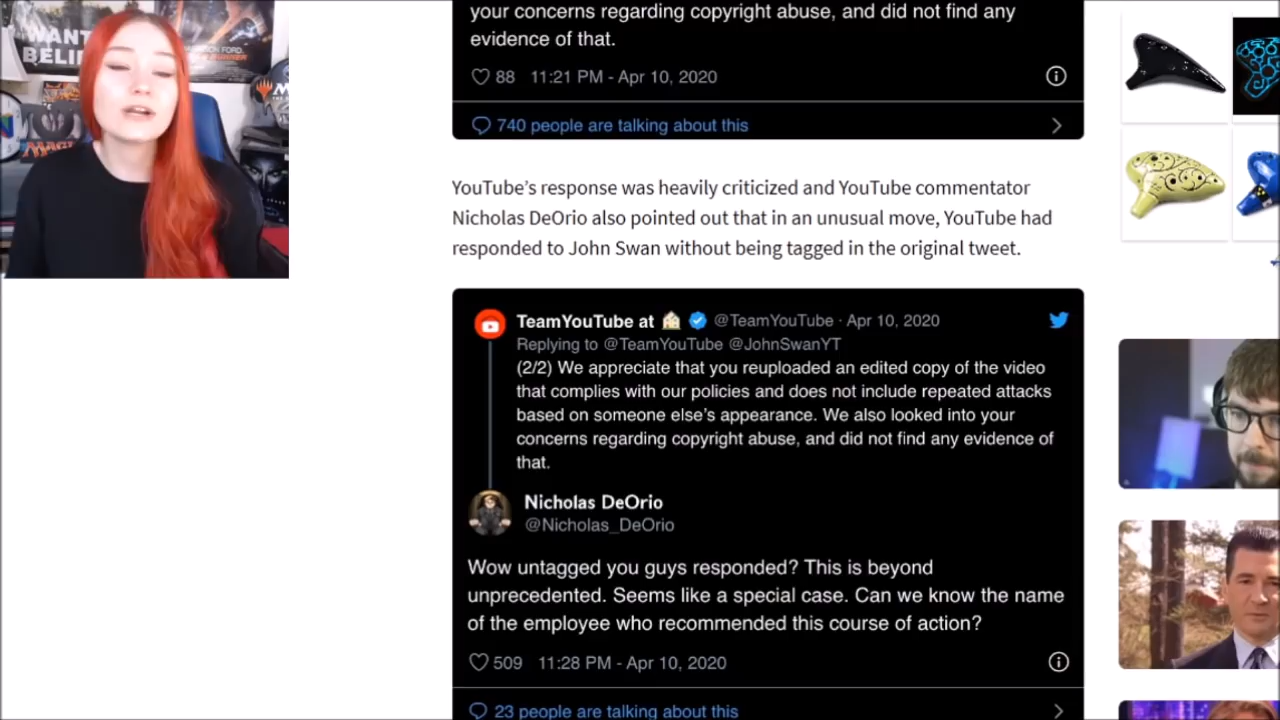 WANT
BELI
HARRISON FORD.
MAGIC
your concerns regarding copyright abuse, and did not find any
evidence of that.
88 11:21 PM - Apr 10, 2020
740 people are talking about this
YouTube’s response was heavily criticized and YouTube commentator
Nicholas DeOrio also pointed out that in an unusual move, YouTube had
responded to John Swan without being tagged in the original tweet.
TeamYouTube at @TeamYouTube · Apr 10, 2020
Replying to @TeamYouTube @JohnSwanYT
(2/2) We appreciate that you reuploaded an edited copy of the video
that complies with our policies and does not include repeated attacks
based on someone else’s appearance. We also looked into your
concerns regarding copyright abuse, and did not find any evidence of
that.
Nicholas DeOrio
@Nicholas_DeOrio
Wow untagged you guys responded? This is beyond
unprecedented. Seems like a special case. Can we know the name
of the employee who recommended this course of action?
509 11:28 PM - Apr 10, 2020
23 people are talking about this